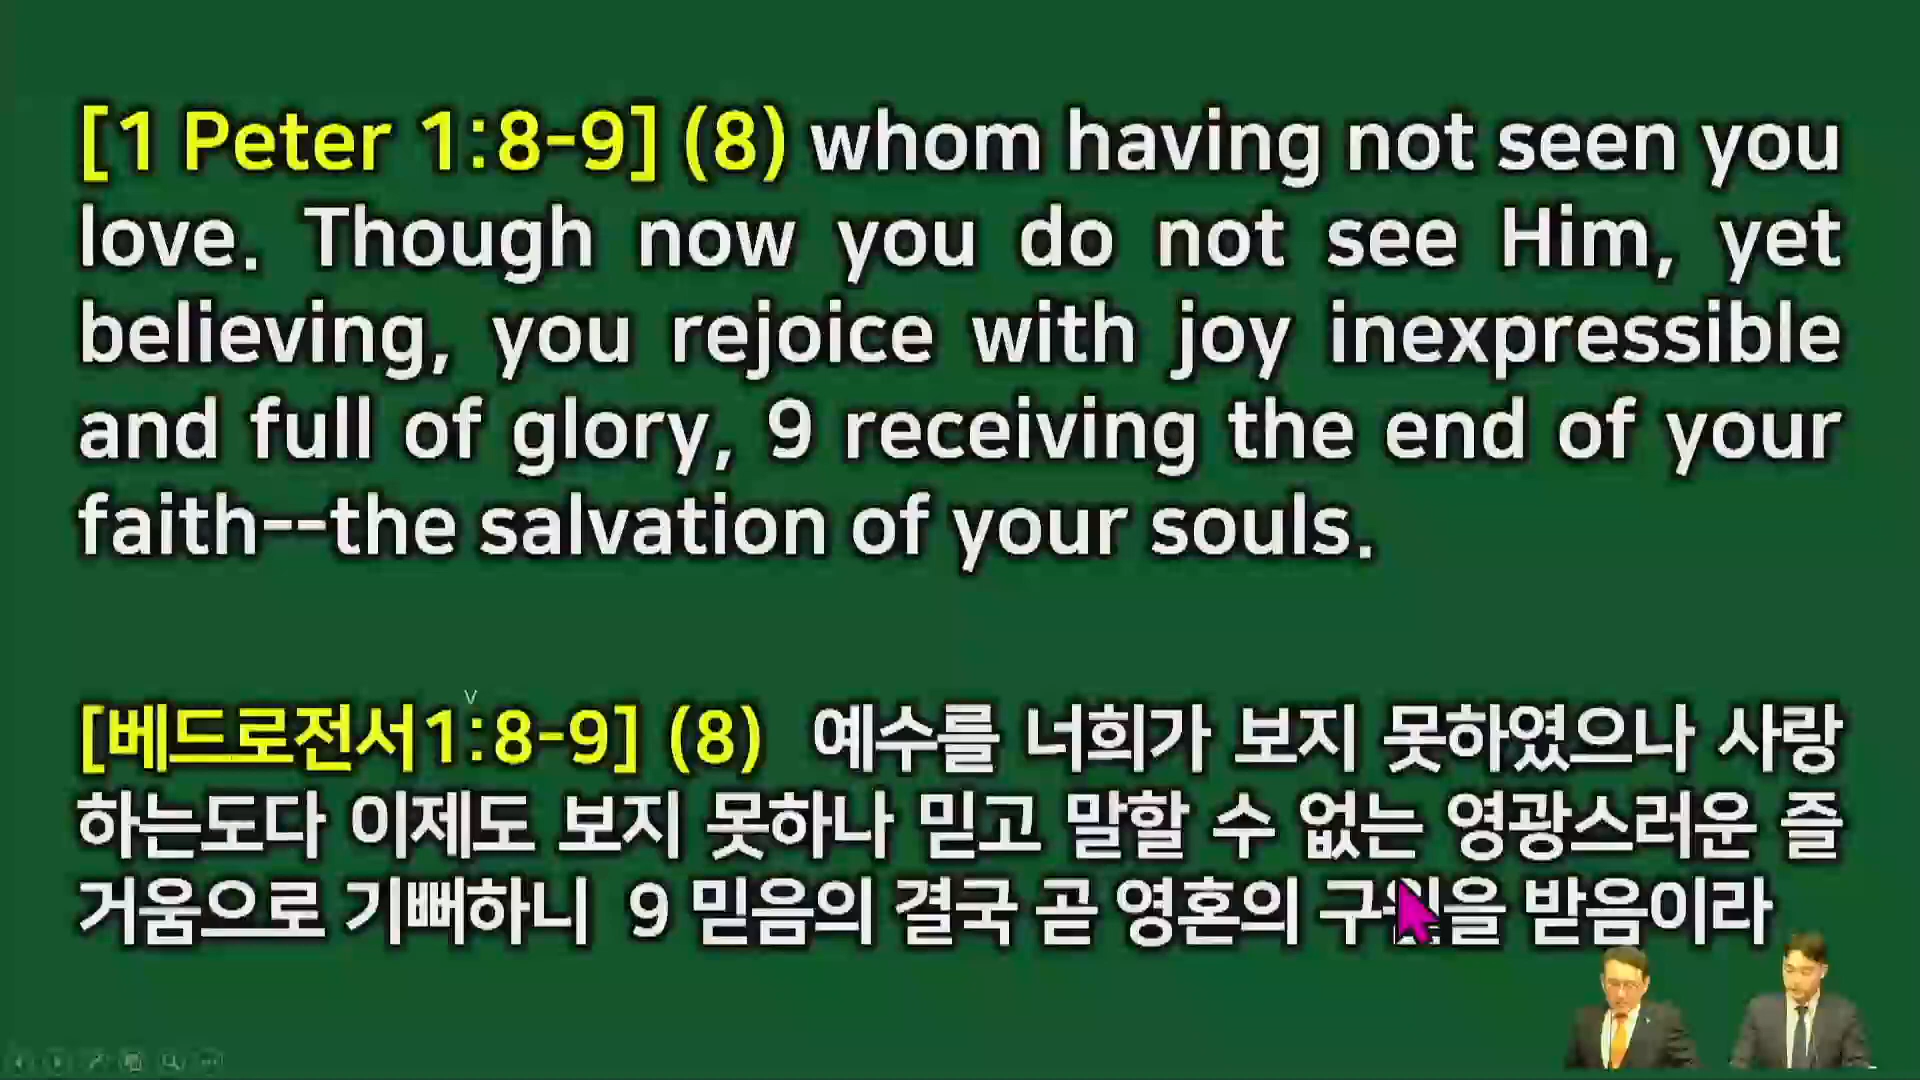 [1 Peter 1:8-9] (8) whom having not seen you
love. Though now you do not see Him, yet
believing, you rejoice with joy inexpressible
and full of glory, 9 receiving the end of your
faith--the salvation of your souls.
v
[베드로전서1:8-9] (8) 예수를 너희가 보지 못하였으나 사랑
하는도다 이제도 보지 못하나 믿고 말할 수 없는 영광스러운 즐
거움으로 기뻐하니 9 믿음의 결국 곧 영혼의 구원을 받음이라